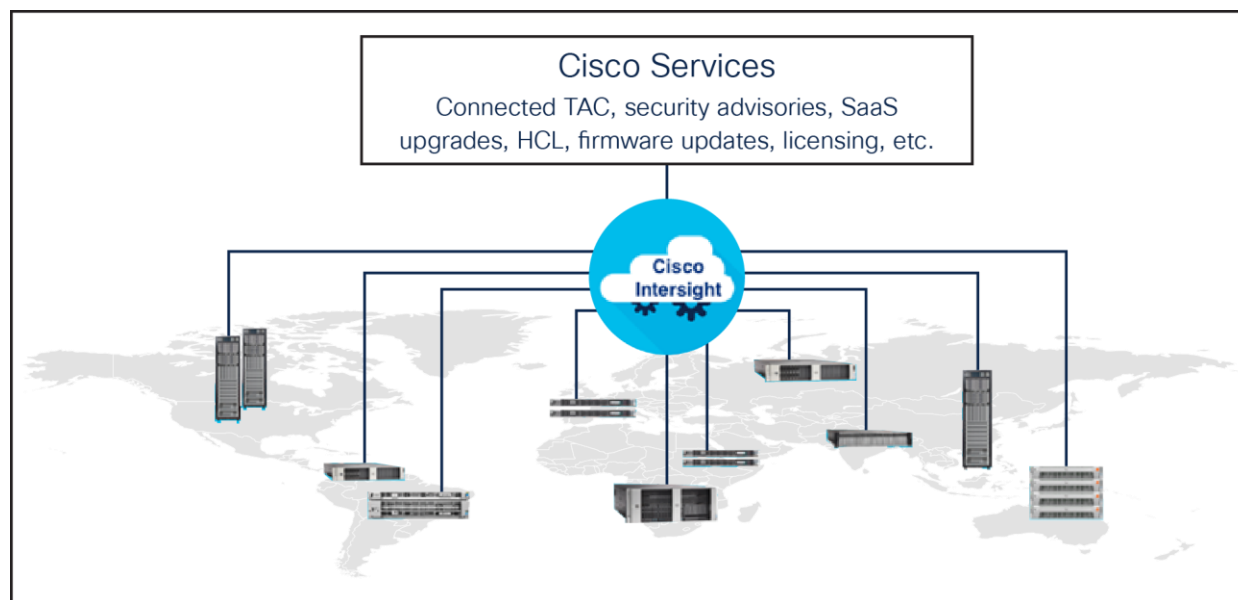 Cisco Services
Connected TAC, security advisories, SaaS
upgrades, HCL, firmware updates, licensing, etc.
Cisco
Intersight